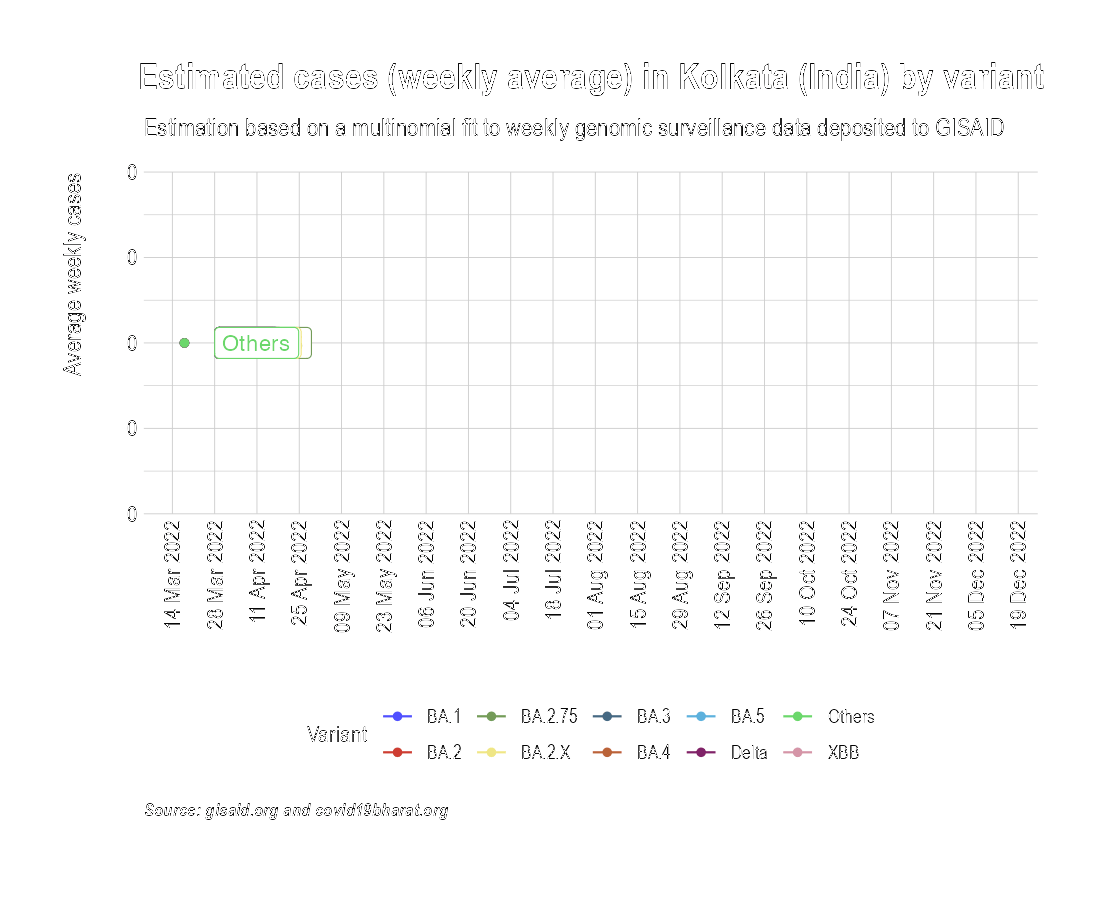 Estimated cases (weekly average) in Kolkata (India) by variant
Estimation based on a multinomial fit to weekly genomic surveillance data deposited to GISAID
Average weekly cases
0
0
0
0
0
Others
14 Mar 2022
28 Mar 2022
11 Apr 2022
25 Apr 2022
09 May 2022
23 May 2022
06 Jun 2022
20 Jun 2022
04 Jul 2022
18 Jul 2022
01 Aug 2022
15 Aug 2022
29 Aug 2022
12 Sep 2022
26 Sep 2022
10 Oct 2022
24 Oct 2022
07 Nov 2022
21 Nov 2022
05 Dec 2022
19 Dec 2022
Variant
BA.1 BA.2.75 BA.3 BA.5 Others
BA.2 BA.2.X BA.4 Delta XBB
Source: gisaid.org and covid19bharat.org